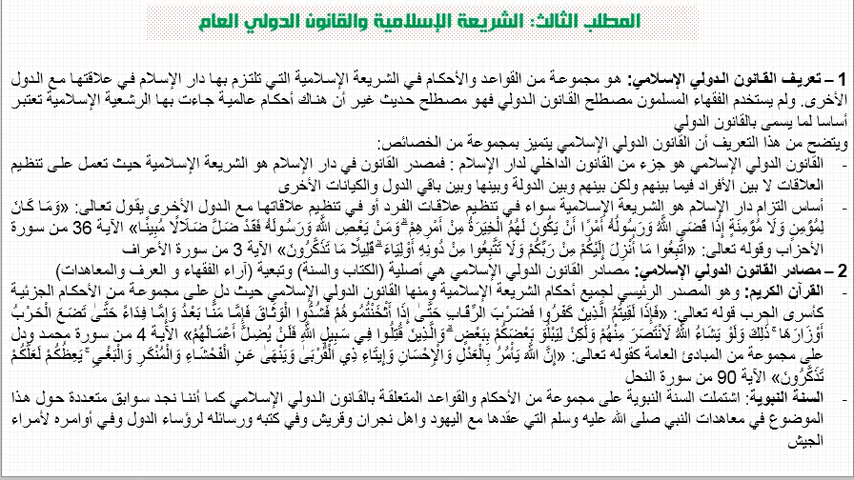 المطلب الثالث: الشريعة الإسلامية والقانون الدولي العام
1 – تعريف القانون الدولي الإسلامي: هو مجموعة من القواعد والأحكام في الشريعة الإسلامية التي تلتزم بها دار الإسلام في علاقتها مع الدول
الأخرى. ولم يستخدم الفقهاء المسلمون مصطلح القانون الدولي فهو مصطلح حديث غير أن هناك أحكام عالمية جاءت بها الرشعية الإسلامية تعتبر
أساسا لما يسمى بالقانون الدولي
ويتضح من هذا التعريف أن القانون الدولي الإسلامي يتميز بمجموعة من الخصائص:
- القانون الدولي الإسلامي هو جزء من القانون الداخلي لدار الإسلام : فمصدر القانون في دار الإسلام هو الشريعة الإسلامية حيث تعمل على تنظيم
العلاقات لا بين الأفراد فيما بينهم ولكن بينهم وبين الدولة وبينها وبين باقي الدول والكيانات الأخرى
- أساس التزام دار الإسلام هو الشريعة الإسلامية سواء في تنظيم علاقات الفرد أو في تنظيم علاقاتها مع الدول الأخرى يقول تعالى: «وَمَا كَانَ
لِمُؤْمِنٍ وَلَا مُؤْمِنَةٍ إِذَا قَضَى اللَّهُ وَرَسُولُهُ أَمْرًا أَنْ يَكُونَ لَهُمُ الْخِيَرَةُ مِنْ أَمْرِهِمْ ۗ وَمَنْ يَعْصِ اللَّهَ وَرَسُولَهُ فَقَدْ ضَلَّ ضَلَالًا مُبِينًا» الآية 36 من سورة
الأحزاب وقوله تعالى: «اتَّبِعُوا مَا أُنْزِلَ إِلَيْكُمْ مِنْ رَبِّكُمْ وَلَا تَتَّبِعُوا مِنْ دُونِهِ أَوْلِيَاءَ ۗ قَلِيلًا مَا تَذَكَّرُونَ» الآية 3 من سورة الأعراف
2 – مصادر القانون الدولي الإسلامي: مصادر القانون الدولي الإسلامي هي أصلية (الكتاب والسنة) وتبعية (آراء الفقهاء و العرف والمعاهدات)
- القرآن الكريم: وهو المصدر الرئيسي لجميع أحكام الشريعة الإسلامية ومنها القانون الدولي الإسلامي حيث دل على مجموعة من الأحكام الجزئية
كأسرى الحرب قوله تعالى: «فَإِذَا لَقِيتُمُ الَّذِينَ كَفَرُوا فَضَرْبَ الرِّقَابِ حَتَّىٰ إِذَا أَثْخَنْتُمُوهُمْ فَشُدُّوا الْوَثَاقَ فَإِمَّا مَنًّا بَعْدُ وَإِمَّا فِدَاءً حَتَّىٰ تَضَعَ الْحَرْبُ
أَوْزَارَهَا ۚ ذَٰلِكَ وَلَوْ يَشَاءُ اللَّهُ لَانْتَصَرَ مِنْهُمْ وَلَٰكِنْ لِيَبْلُوَ بَعْضَكُمْ بِبَعْضٍ ۗ وَالَّذِينَ قُتِلُوا فِي سَبِيلِ اللَّهِ فَلَنْ يُضِلَّ أَعْمَالَهُمْ» الآية 4 من سورة محمد ودل
على مجموعة من المبادئ العامة كقوله تعالى: «إِنَّ اللَّهَ يَأْمُرُ بِالْعَدْلِ وَالْإِحْسَانِ وَإِيتَاءِ ذِي الْقُرْبَىٰ وَيَنْهَىٰ عَنِ الْفَحْشَاءِ وَالْمُنْكَرِ وَالْبَغْيِ ۚ يَعِظُكُمْ لَعَلَّكُمْ
تَذَكَّرُونَ» الآية 90 من سورة النحل
- السنة النبوية: اشتملت السنة النبوية على مجموعة من الأحكام والقواعد المتعلقة بالقانون الدولي الإسلامي كما أننا نجد سوابق متعددة حول هذا
الموضوع في معاهدات النبي صلى الله عليه وسلم التي عقدها مع اليهود واهل نجران وقريش وفي كتبه ورسائله لرؤساء الدول وفي أوامره لأمراء
الجيش